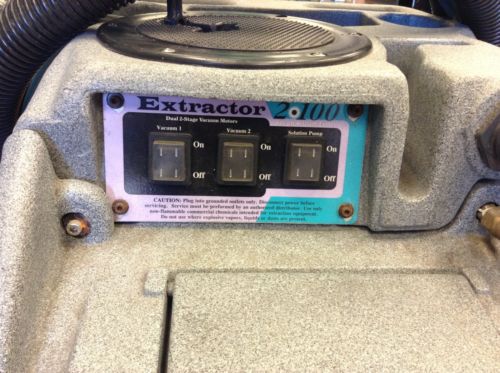 Extractor 2•100
Dual 2-Stage Vacuum Motors
Vacuum 1 Vacuum 2 Solution Pump
On On On
Off Off Off
CAUTION: Plug into grounded outlets only. Disconnect power before
servicing. Service must be performed by an authorized distributor. Use only
non-flammable commercial chemicals intended for extraction equipment.
Do not use where explosive vapors, liquids or dusts are present.